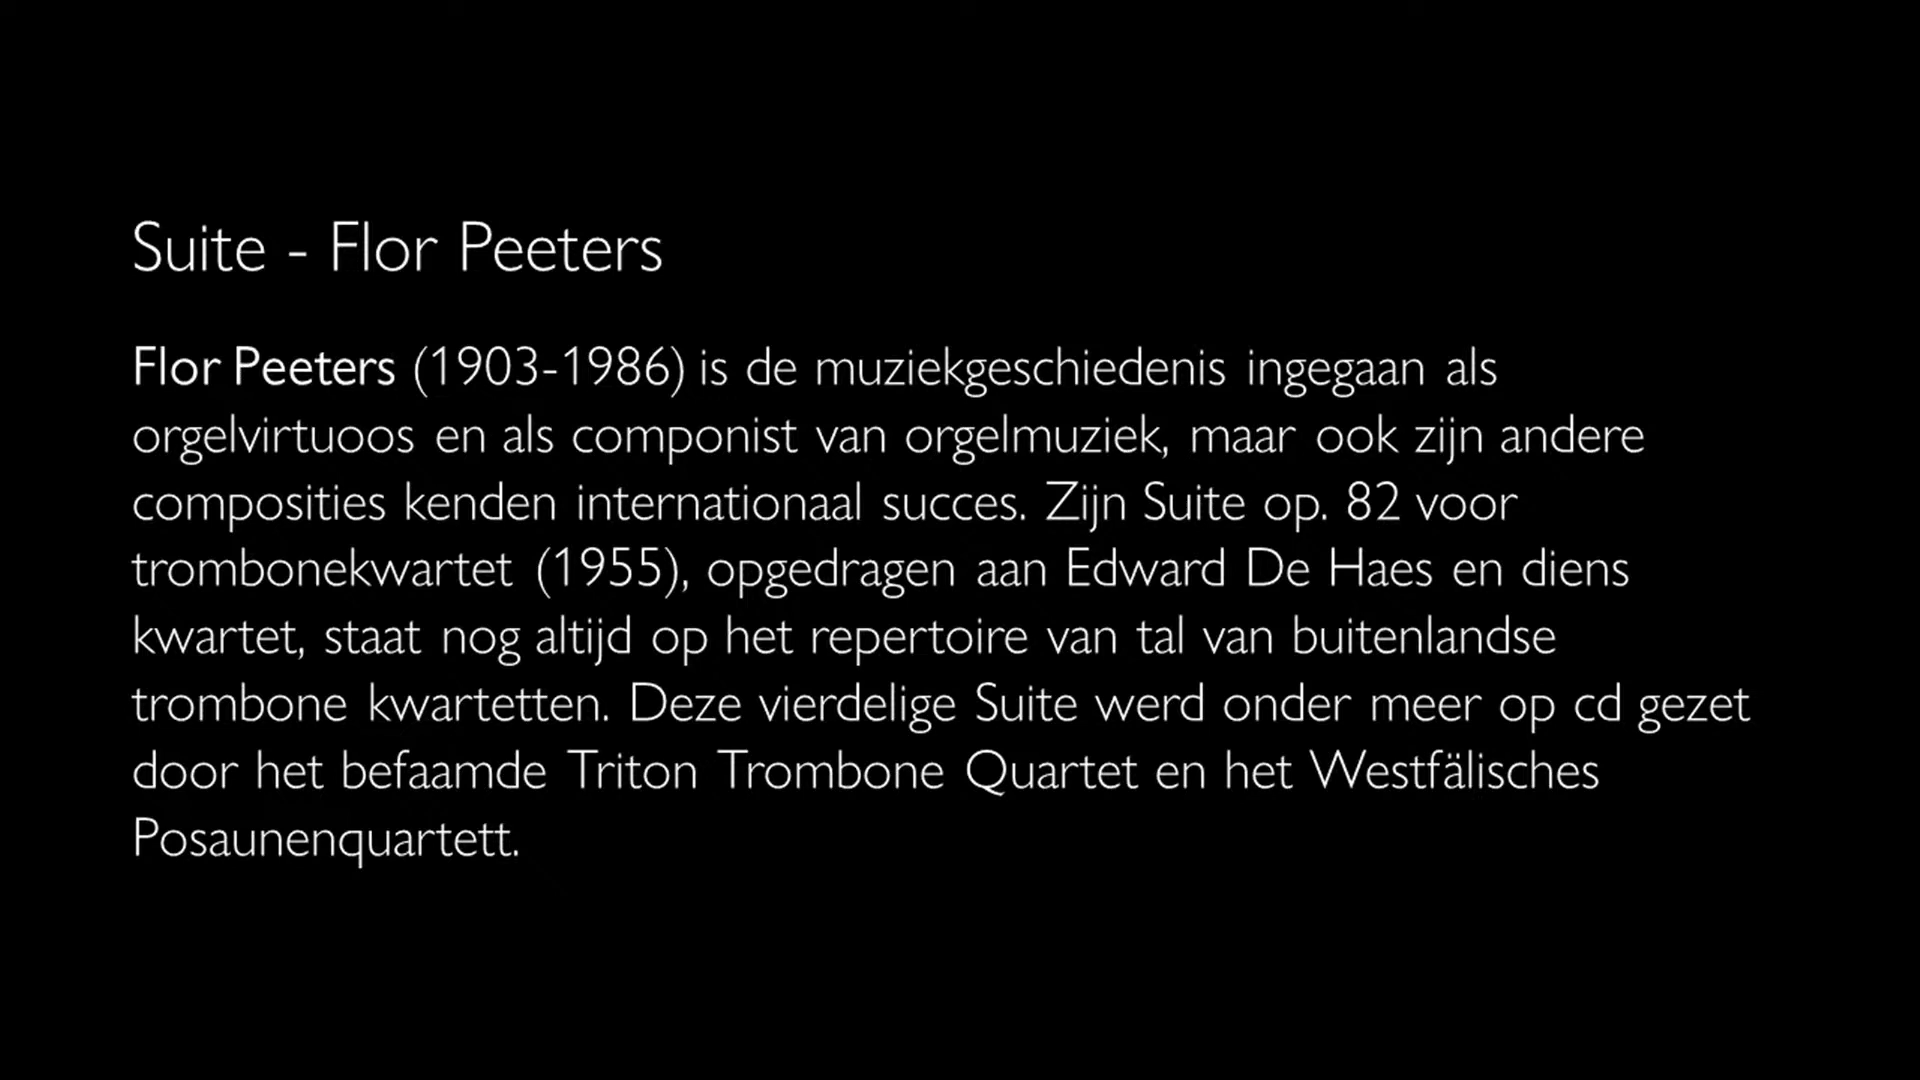 Suite - Flor Peeters
Flor Peeters (1903-1986) is de muziekgeschiedenis ingegaan als
orgelvirtuoos en als componist van orgelmuziek, maar ook zijn andere
composities kenden internationaal succes. Zijn Suite op. 82 voor
trombonekwartet (1955), opgedragen aan Edward De Haes en diens
kwartet, staat nog altijd op het repertoire van tal van buitenlandse
trombone kwartetten. Deze vierdelige Suite werd onder meer op cd gezet
door het befaamde Triton Trombone Quartet en het Westfälisches
Posaunenquartett.